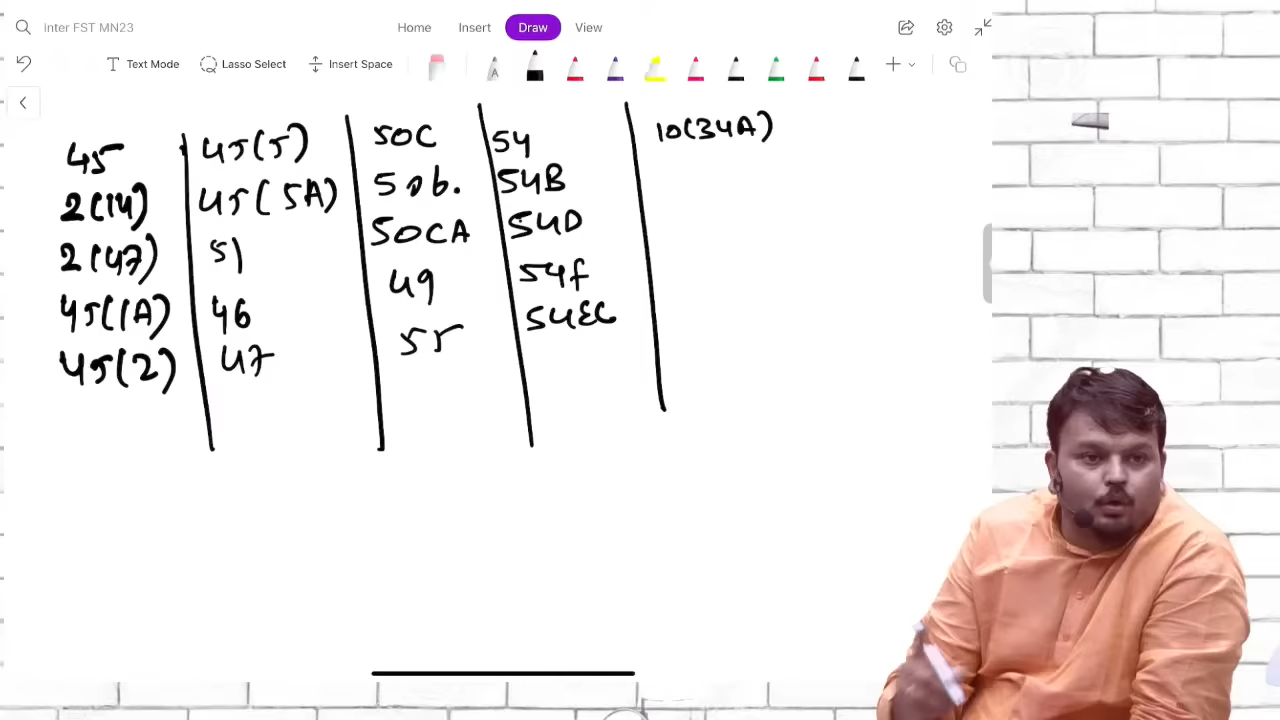 inter FST MN23
Home
Insert
Draw
View
Text Mode
Lasso Select
Insert Space
A
45
2(14)
2(47)
45(1A)
45(2)
45(5)
45(5A)
51
46
47
50C
50b.
50CA
49
55
54
54B
54D
54f
54EC
10(34A)